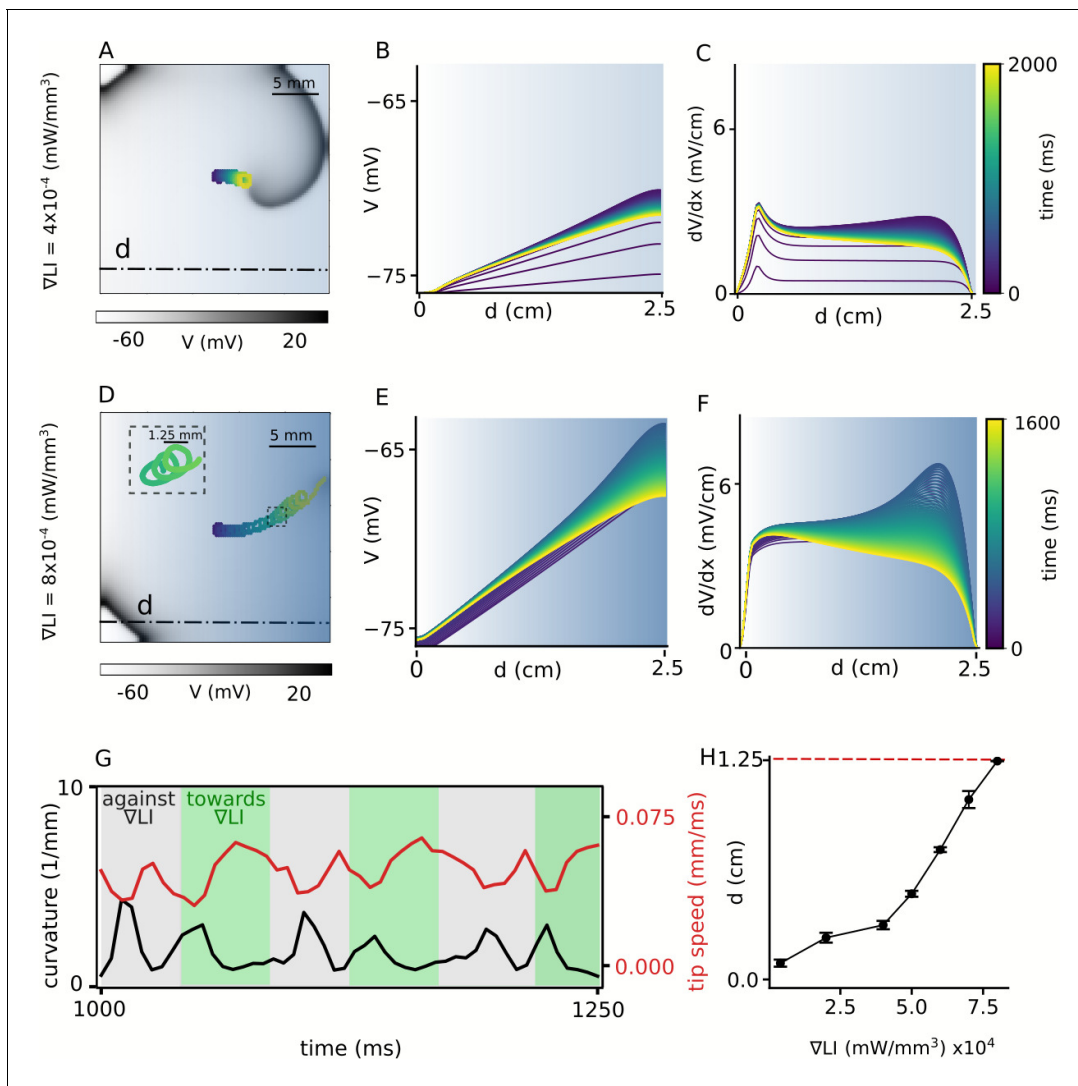 A
∇LI = 4x10⁻⁴ (mW/mm³)
5 mm
d
-60
20
V (mV)
B
V (mV)
−65
−75
0
2.5
d (cm)
C
dV/dx (mV/cm)
6
0
0
2.5
d (cm)
2000
0
time (ms)
D
∇LI = 8x10⁻⁴ (mW/mm³)
1.25 mm
5 mm
d
-60
20
V (mV)
E
V (mV)
−65
−75
0
2.5
d (cm)
F
dV/dx (mV/cm)
6
0
0
2.5
d (cm)
1600
0
time (ms)
G
curvature (1/mm)
10
0
against
∇LI
towards
∇LI
0.075
0.000
tip speed (mm/ms)
1000
1250
time (ms)
H
1.25
d (cm)
0.0
2.5
5.0
7.5
∇LI (mW/mm³) x10⁴